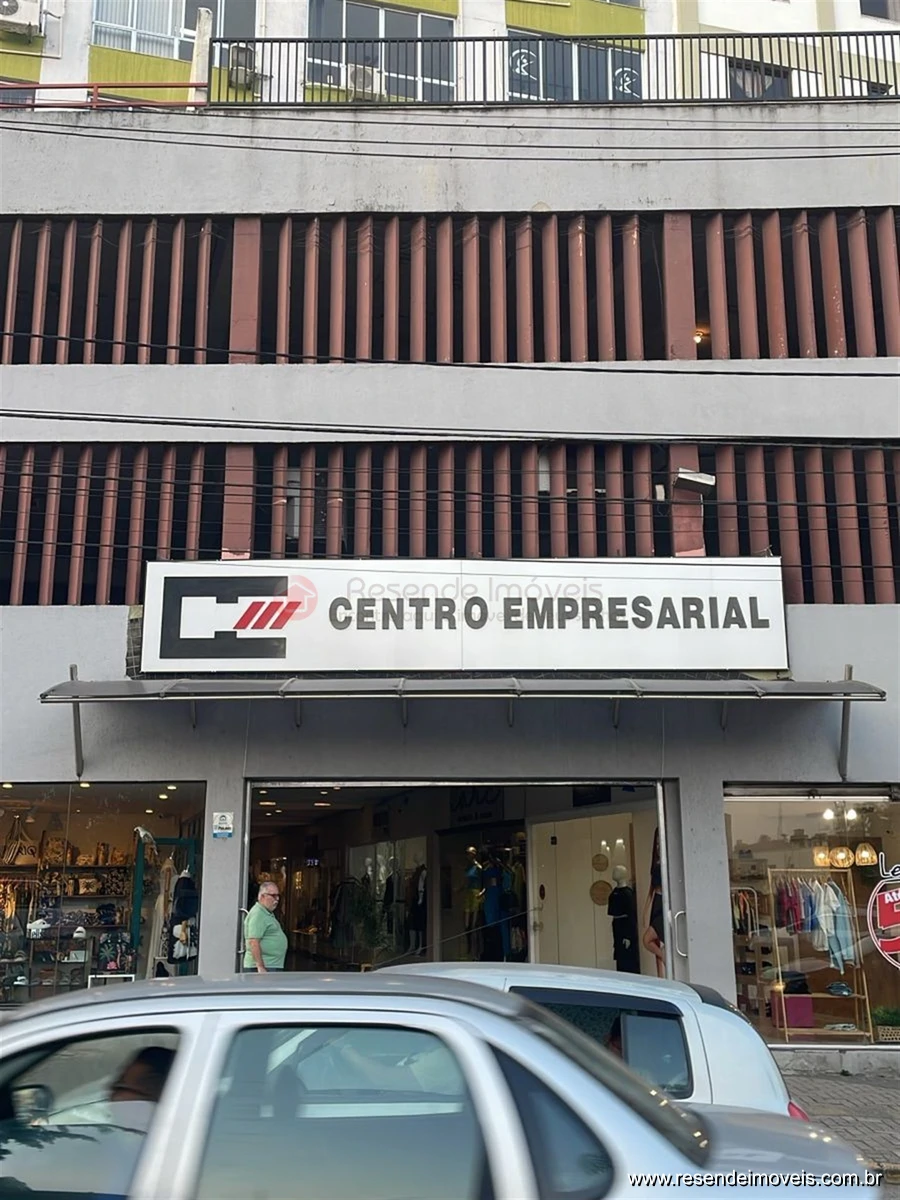 Resende Imóveis
CENTRO EMPRESARIAL
www.resendeimoveis.com.br